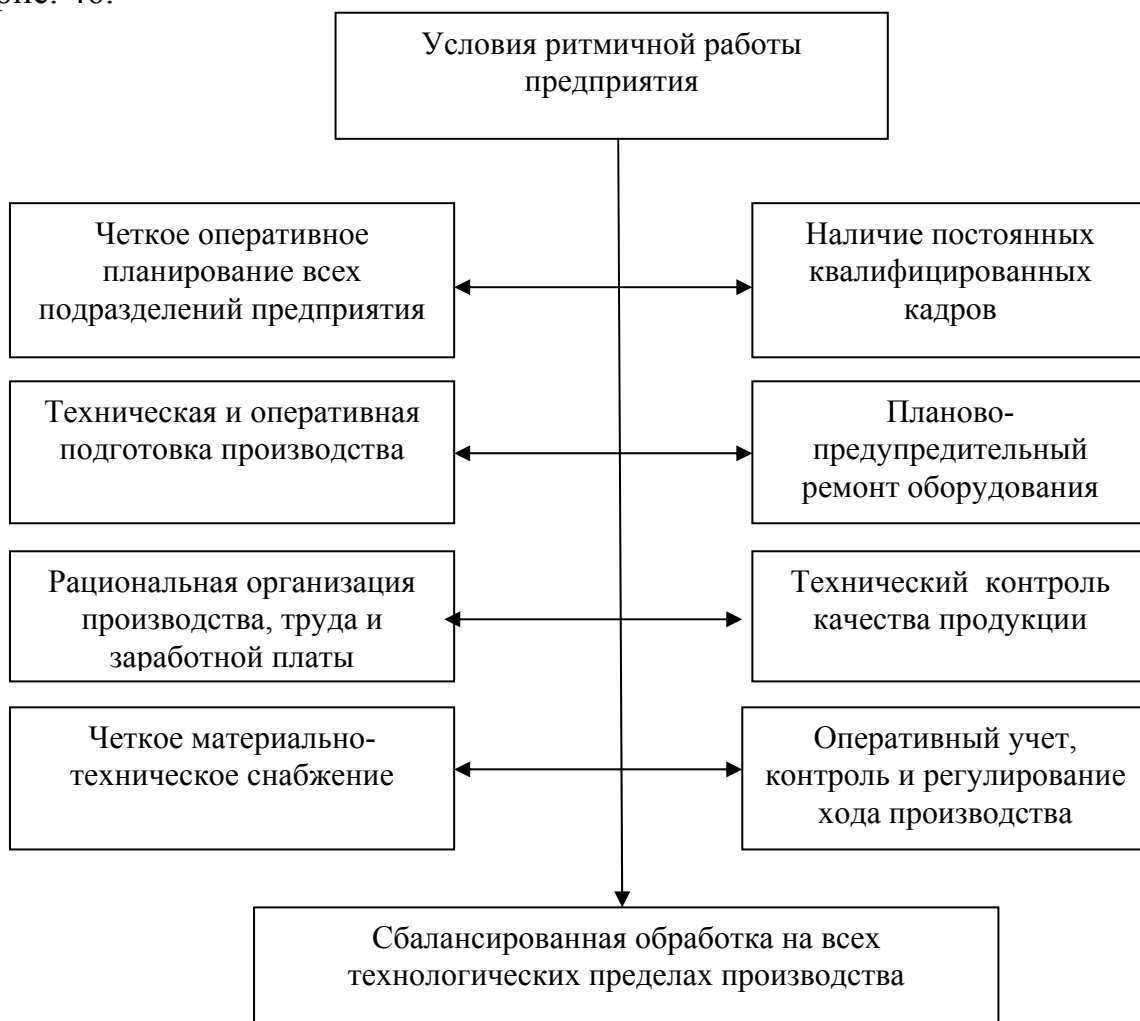 рис. 40.
Условия ритмичной работы
предприятия
Четкое оперативное
планирование всех
подразделений предприятия
Наличие постоянных
квалифицированных
кадров
Техническая и оперативная
подготовка производства
Планово-
предупредительный
ремонт оборудования
Рациональная организация
производства, труда и
заработной платы
Технический контроль
качества продукции
Четкое материально-
техническое снабжение
Оперативный учет,
контроль и регулирование
хода производства
Сбалансированная обработка на всех
технологических пределах производства